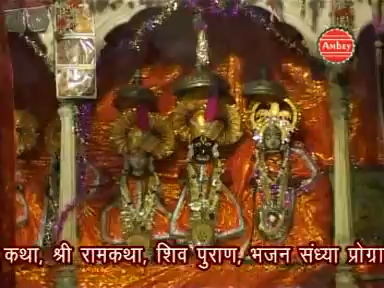 AMBEY
कथा, श्री रामकथा, शिव पुराण, भजन संध्या प्रोग्रा